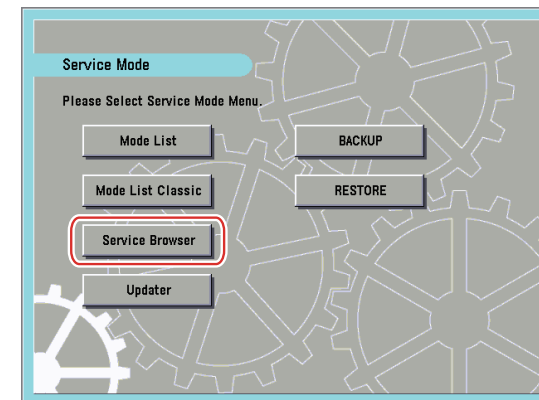 Service Mode
Please Select Service Mode Menu.
Mode List
BACKUP
Mode List Classic
RESTORE
Service Browser
Updater